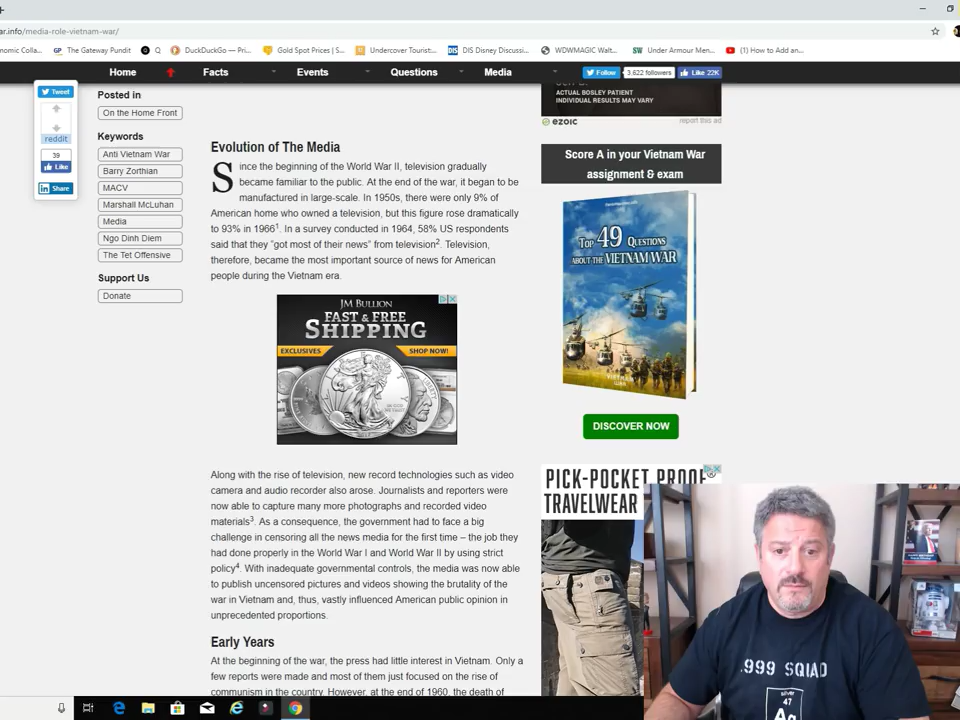 ar.info/media-role-vietnam-war/
nomic Colla...
GP
The Gateway Pundit
Q
DuckDuckGo — Pri...
Gold Spot Prices | S...
Undercover Tourist:...
DIS
DIS Disney Discussi...
WDWMAGIC Walt...
SW
Under Armour Men...
(1) How to Add an...
Home
Facts
Events
Questions
Media
Follow
3,622 followers
Like 22K
Tweet
reddit
39
Like
Share
Posted in
On the Home Front
Keywords
Anti Vietnam War
Barry Zorthian
MACV
Marshall McLuhan
Media
Ngo Dinh Diem
The Tet Offensive
Support Us
Donate
Evolution of The Media
Since the beginning of the World War II, television gradually
became familiar to the public. At the end of the war, it began to be
manufactured in large-scale. In 1950s, there were only 9% of
American home who owned a television, but this figure rose dramatically
to 93% in 1966¹. In a survey conducted in 1964, 58% US respondents
said that they "got most of their news" from television². Television,
therefore, became the most important source of news for American
people during the Vietnam era.
JM BULLION
FAST & FREE
SHIPPING
EXCLUSIVES
SHOP NOW!
Along with the rise of television, new record technologies such as video
camera and audio recorder also arose. Journalists and reporters were
now able to capture many more photographs and recorded video
materials³. As a consequence, the government had to face a big
challenge in censoring all the news media for the first time – the job they
had done properly in the World War I and World War II by using strict
policy⁴. With inadequate governmental controls, the media was now able
to publish uncensored pictures and videos showing the brutality of the
war in Vietnam and, thus, vastly influenced American public opinion in
unprecedented proportions.
Early Years
At the beginning of the war, the press had little interest in Vietnam. Only a
few reports were made and most of them just focused on the rise of
communism in the country. However, at the end of 1960, the death of
ACTUAL BOSLEY PATIENT
INDIVIDUAL RESULTS MAY VARY
ezoic
report this ad
Score A in your Vietnam War
assignment & exam
TOP 49 QUESTIONS
ABOUT THE VIETNAM WAR
DISCOVER NOW
PICK-POCKET PROOF
TRAVELWEAR
.999 SQUAD
silver
47
Ag